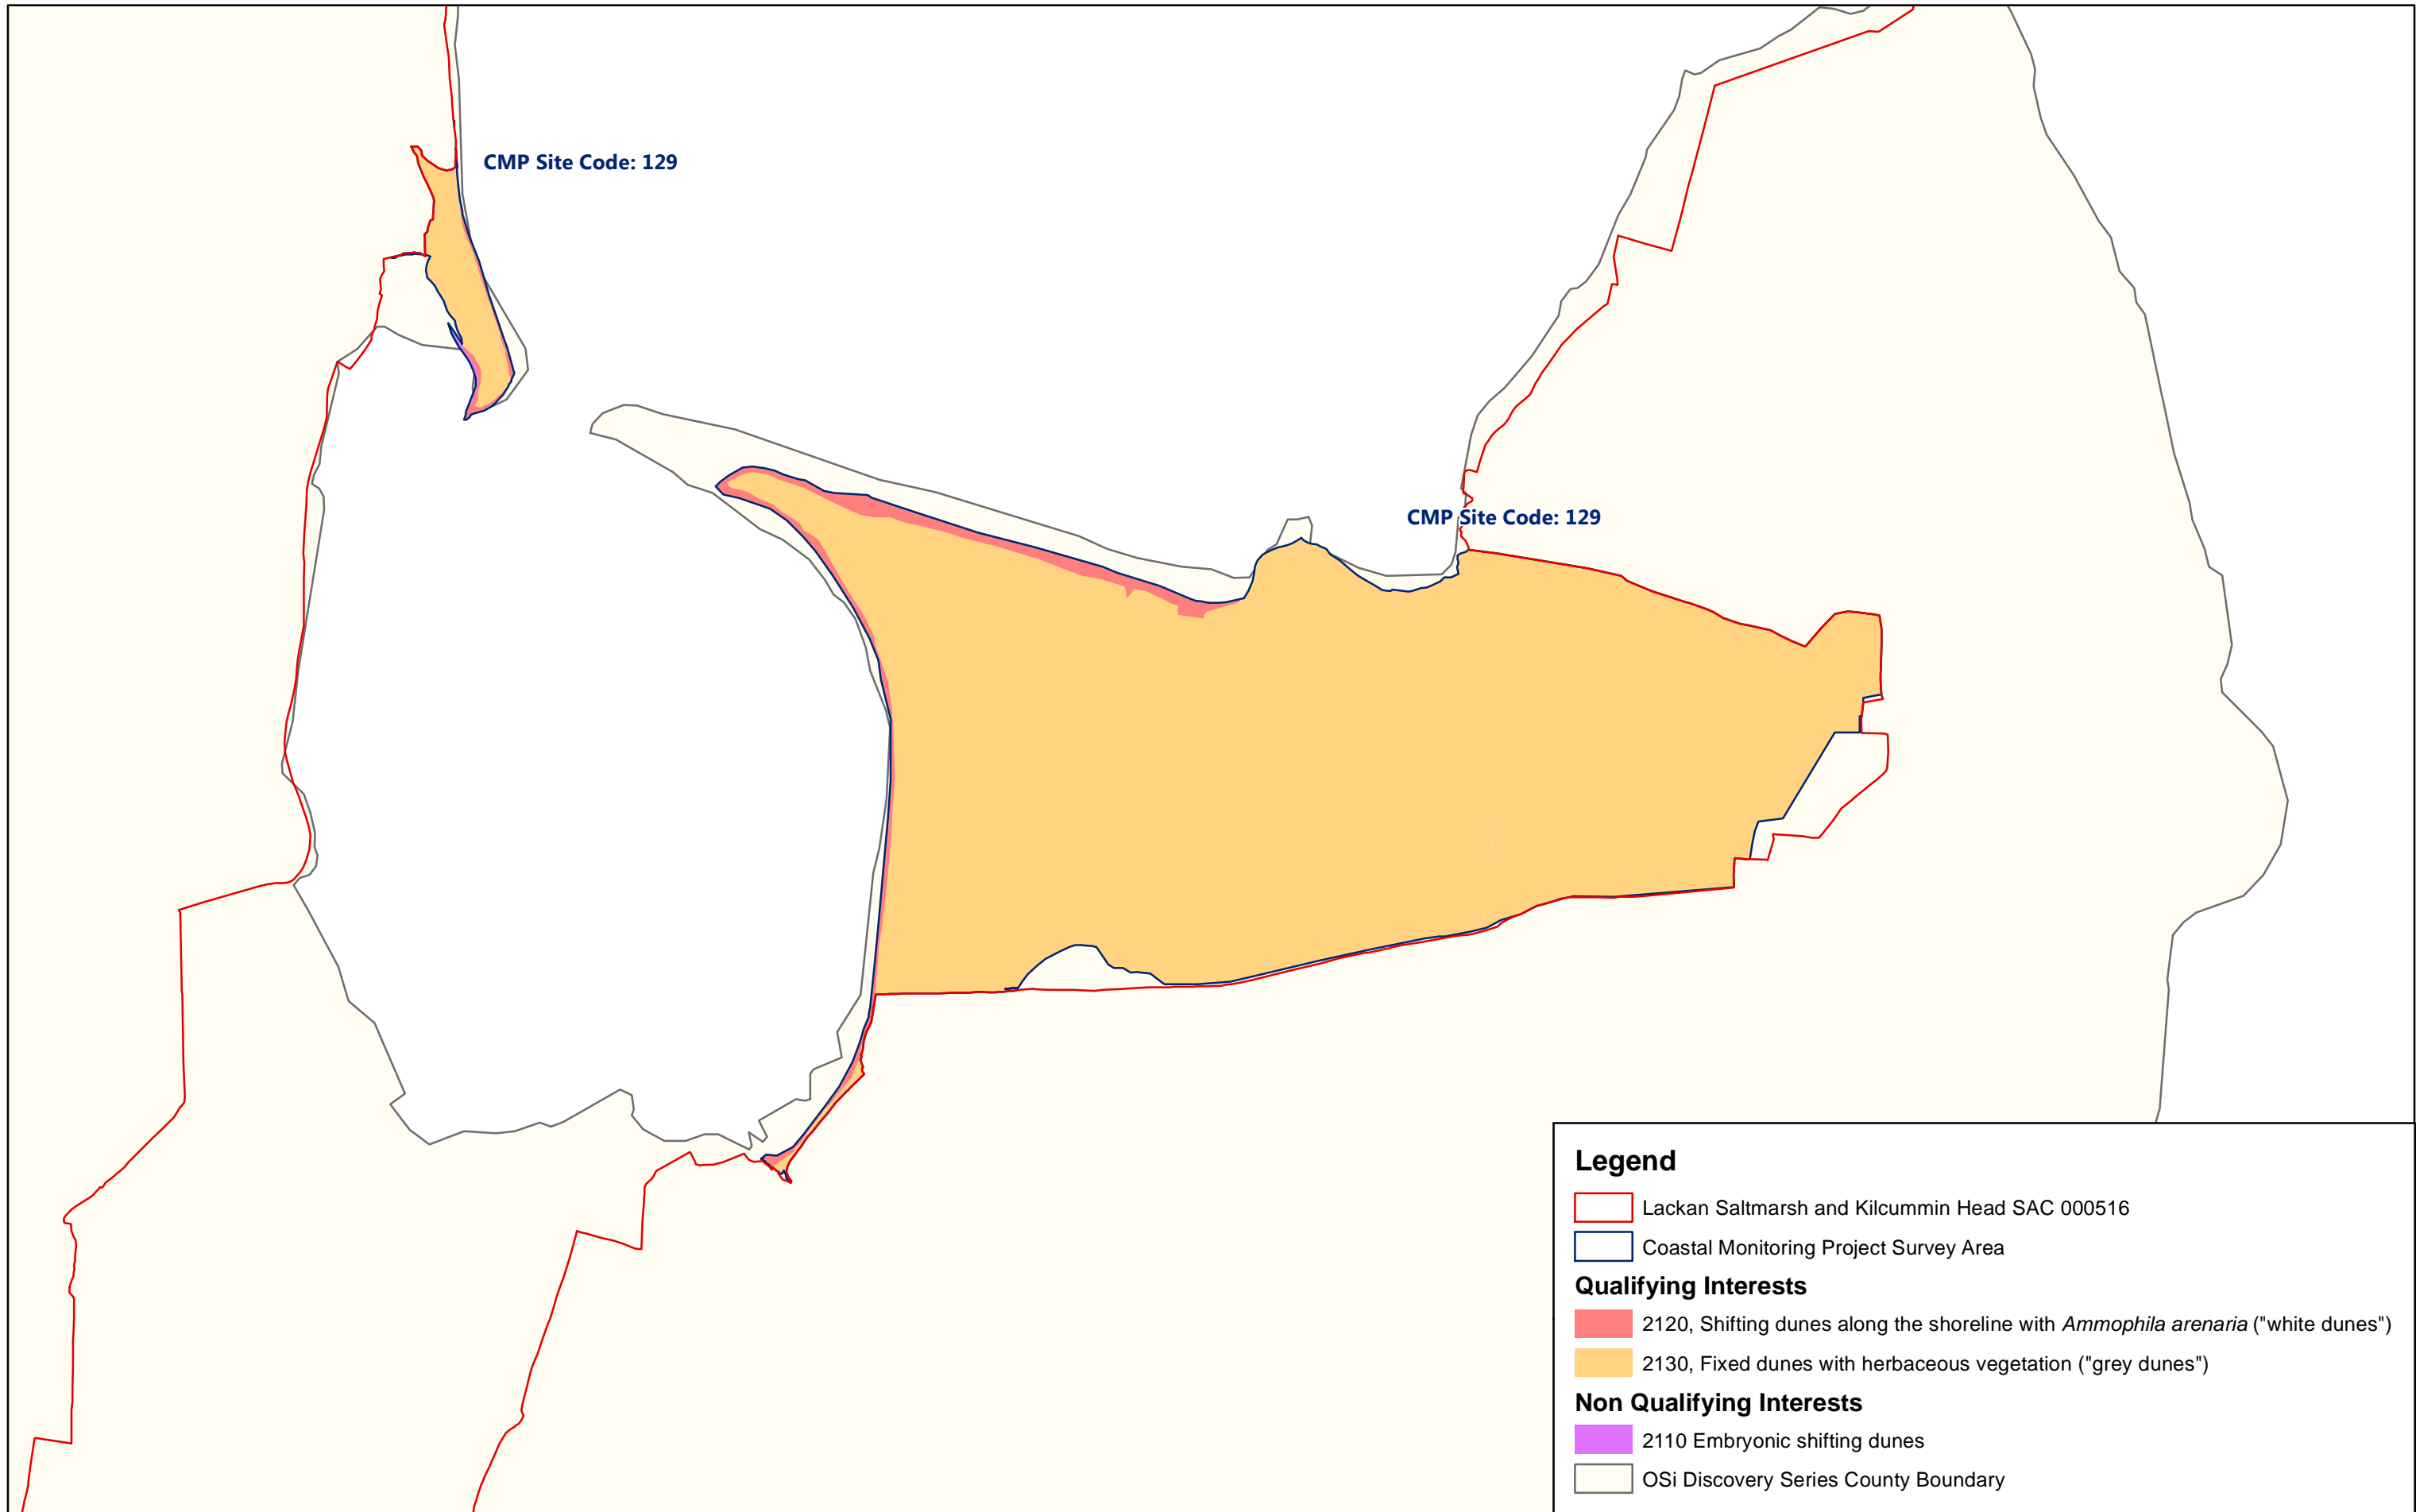 CMP Site Code: 129
CMP Site Code: 129
Legend
Lackan Saltmarsh and Kilcummin Head SAC 000516
Coastal Monitoring Project Survey Area
Qualifying Interests
2120, Shifting dunes along the shoreline with Ammophila arenaria ("white dunes")
2130, Fixed dunes with herbaceous vegetation ("grey dunes")
Non Qualifying Interests
2110 Embryonic shifting dunes
OSi Discovery Series County Boundary